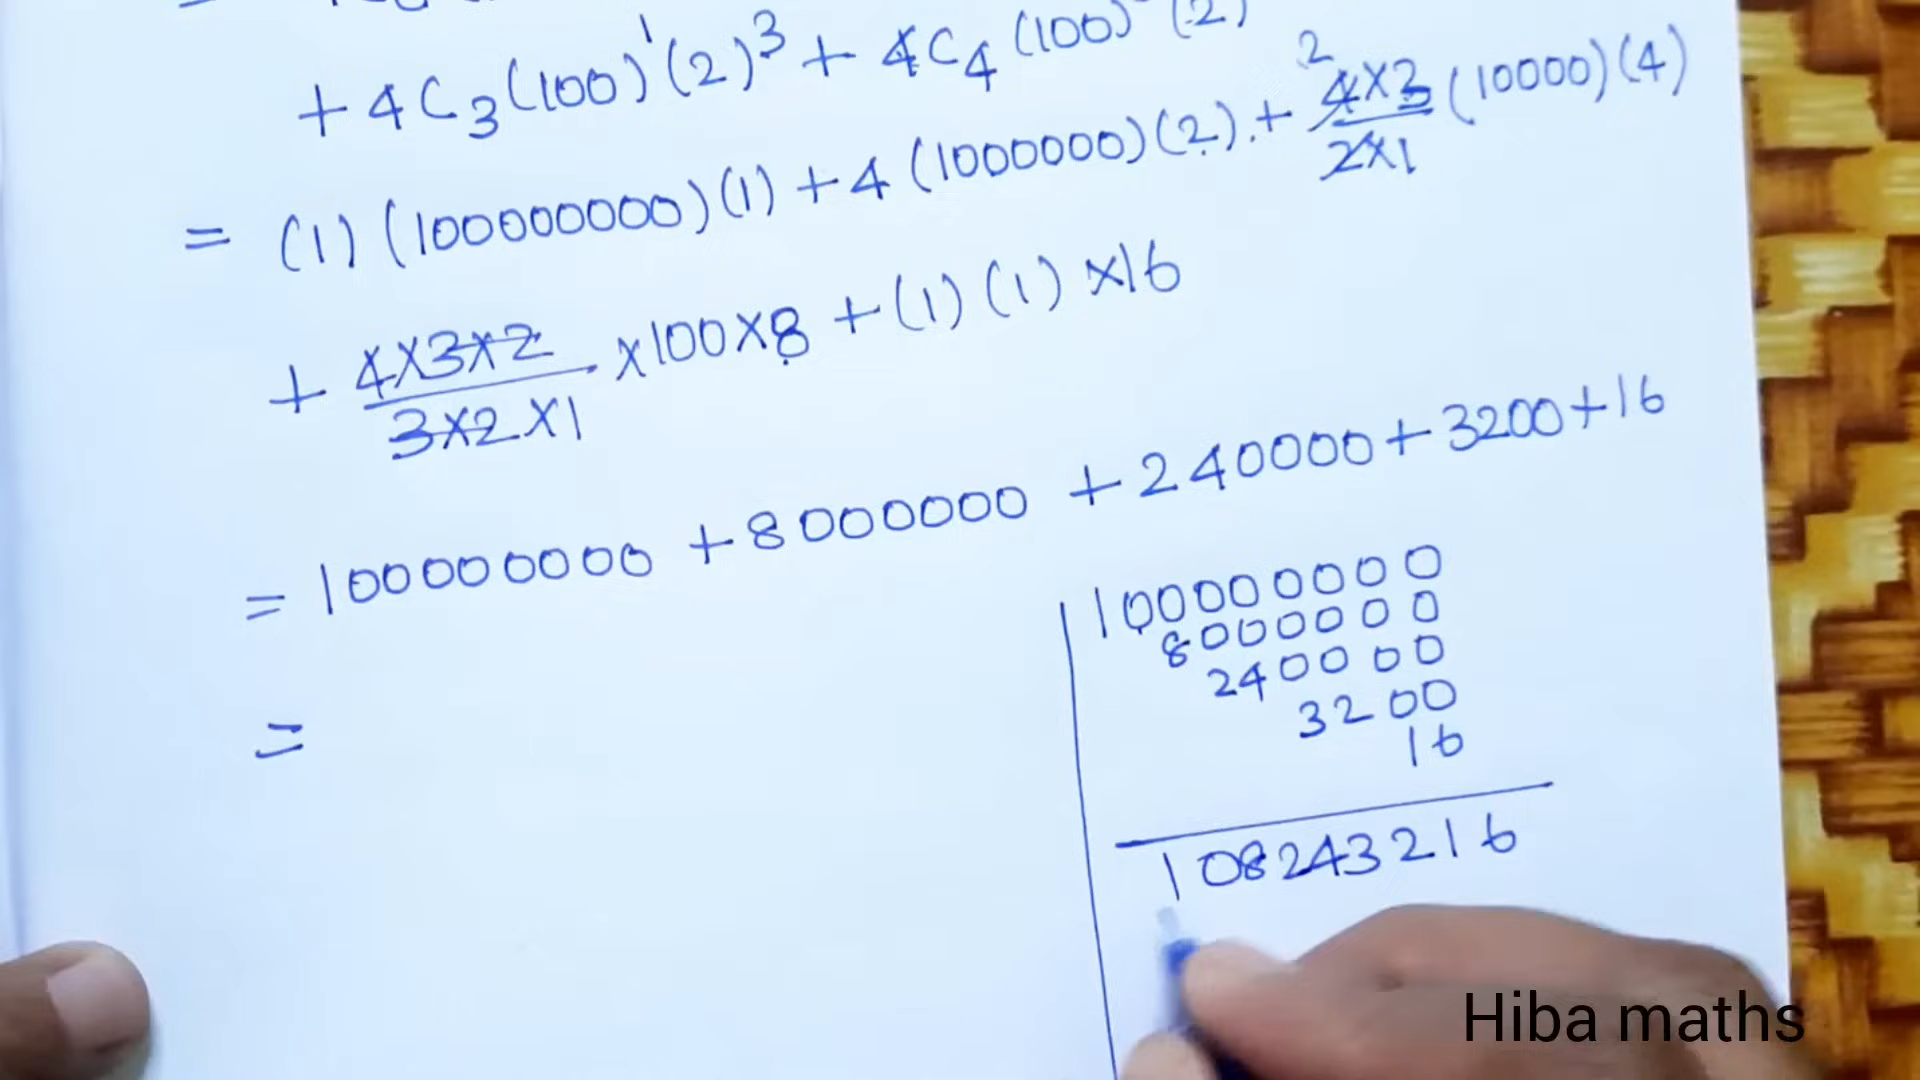 + 4C3 (100)¹ (2)³ + 4C4 (100) (2)
= (1) (100000000) (1) + 4 (1000000) (2) + 2 4×3/2×1 (10000) (4)
+ 4×3×2/3×2×1 ×100×8 + (1) (1) ×16
= 100000000 + 8000000 + 240000 + 3200 + 16
100000000
8000000
240000
3200
16
=
108243216
Hiba maths